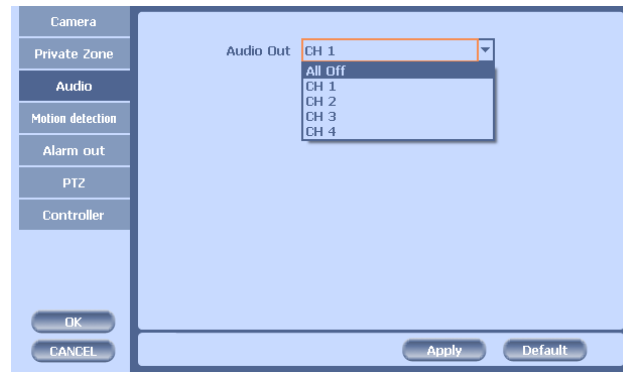 Camera
Private Zone
Audio
Motion detection
Alarm out
PTZ
Controller
OK
CANCEL
Audio Out CH 1
All Off
CH 1
CH 2
CH 3
CH 4
Apply Default